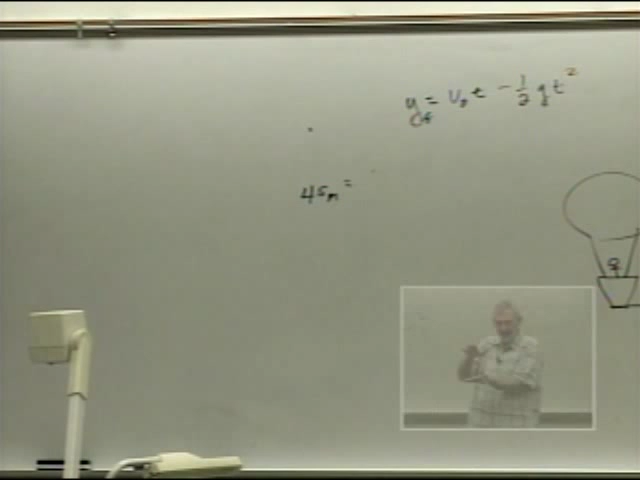 y = v₀t - ½gt²
45m =